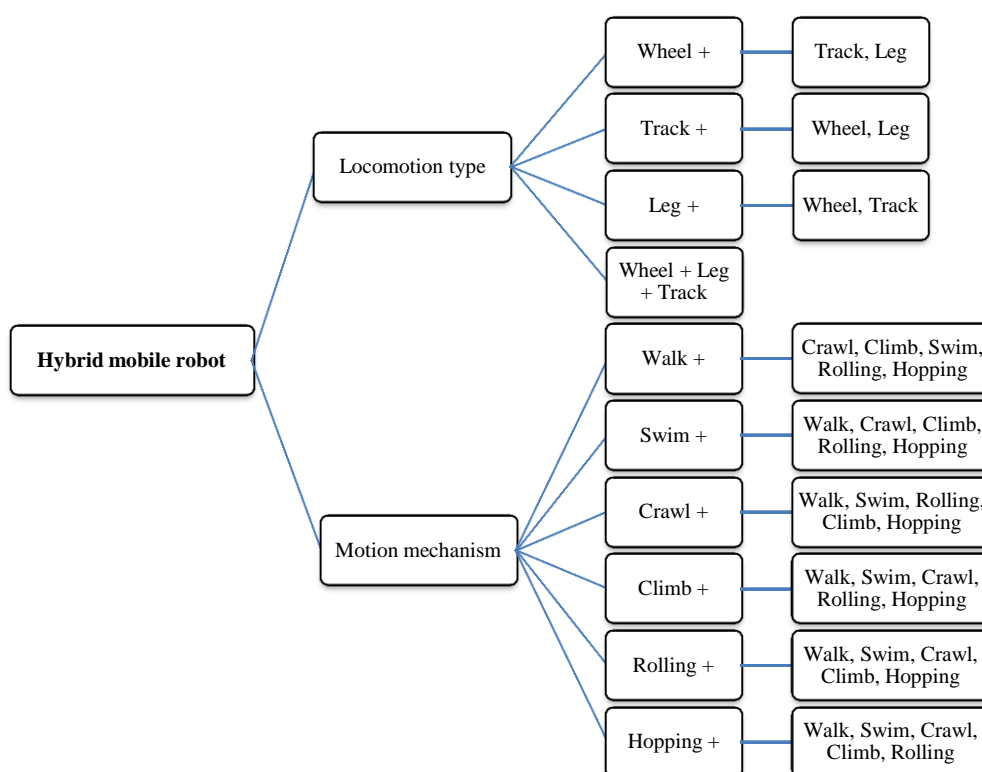 Hybrid mobile robot
Locomotion type
Wheel +
Track, Leg
Track +
Wheel, Leg
Leg +
Wheel, Track
Wheel + Leg
+ Track
Motion mechanism
Walk +
Crawl, Climb, Swim,
Rolling, Hopping
Swim +
Walk, Crawl, Climb,
Rolling, Hopping
Crawl +
Walk, Swim, Rolling,
Climb, Hopping
Climb +
Walk, Swim, Crawl,
Rolling, Hopping
Rolling +
Walk, Swim, Crawl,
Climb, Hopping
Hopping +
Walk, Swim, Crawl,
Climb, Rolling